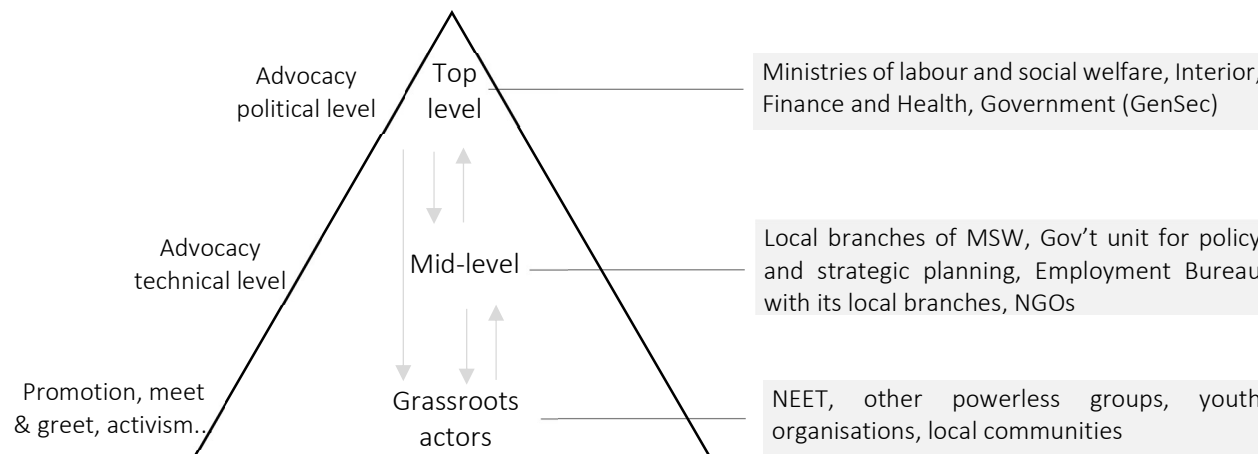 Advocacy
political level
Top
level
Ministries of labour and social welfare, Interior,
Finance and Health, Government (GenSec)
Advocacy
technical level
Mid-level
Local branches of MSW, Gov’t unit for policy
and strategic planning, Employment Bureau
with its local branches, NGOs
Promotion, meet
& greet, activism..
Grassroots
actors
NEET, other powerless groups, youth
organisations, local communities